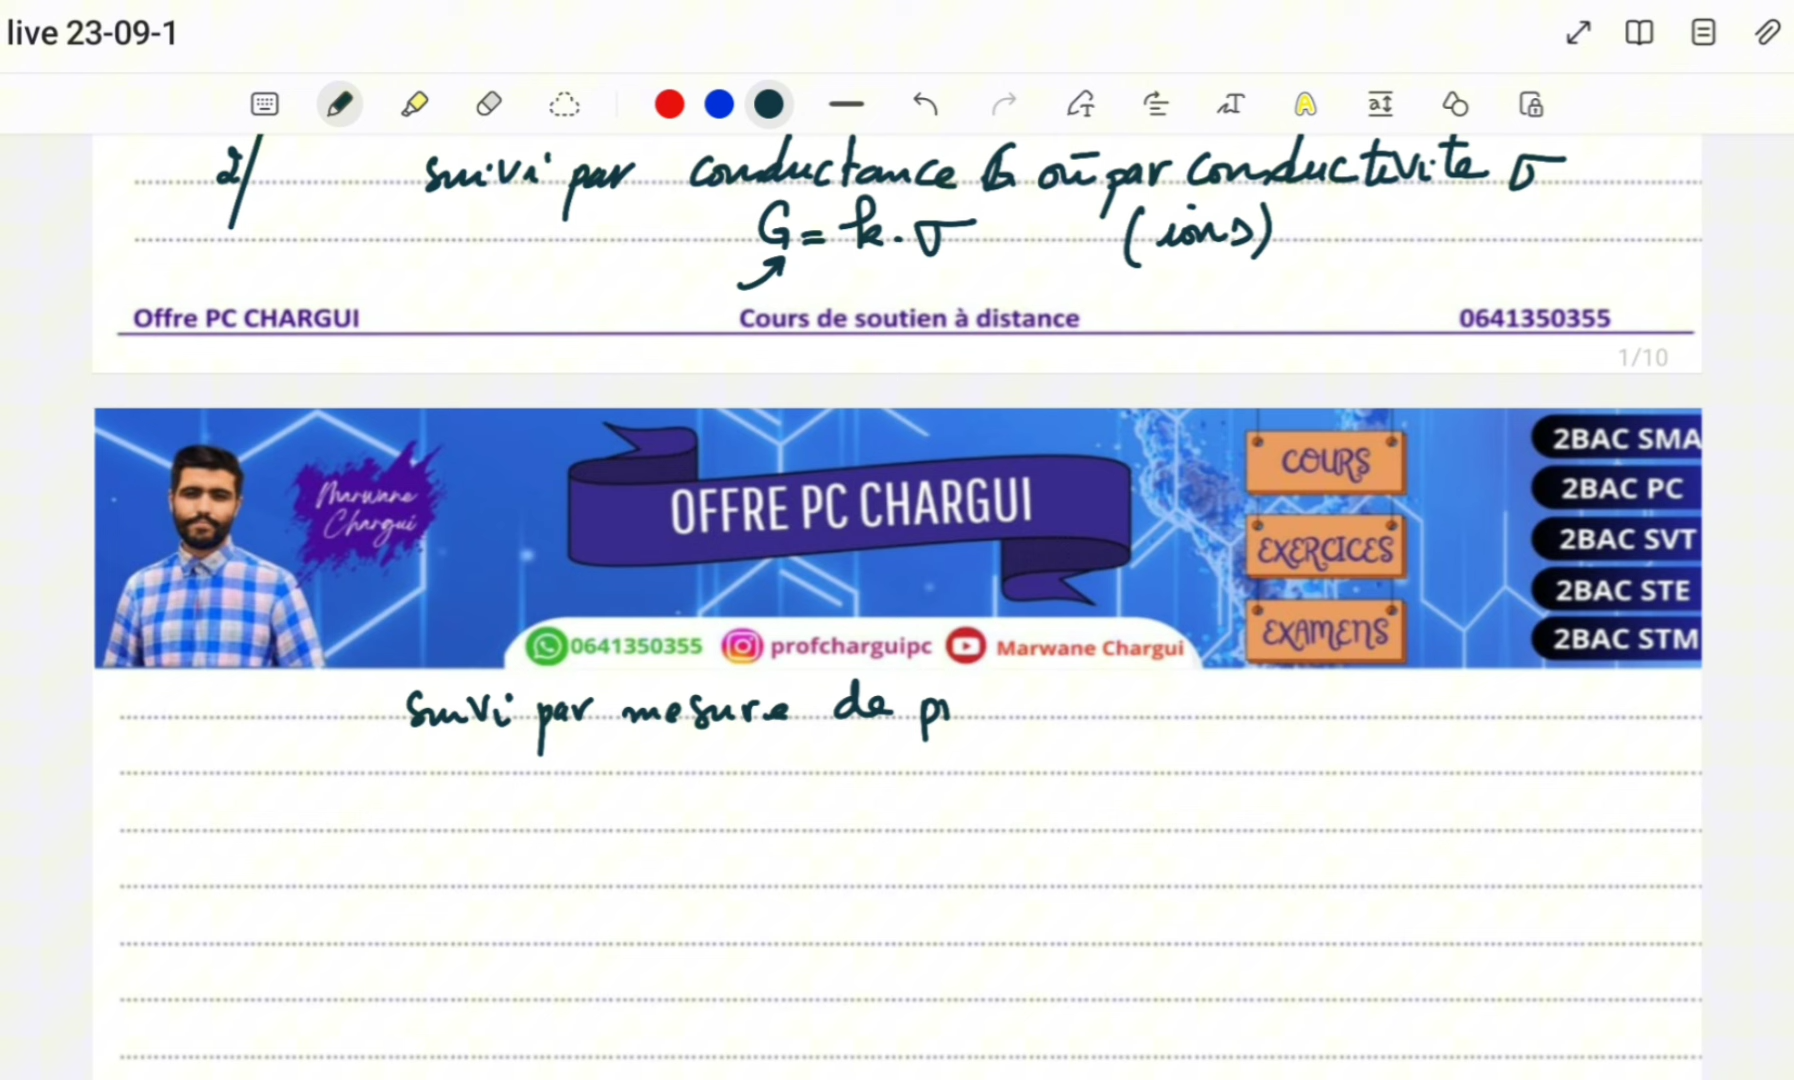 live 23-09-1
2/ suivi par conductance G où par conductivité σ
G = k . σ (ions)
Offre PC CHARGUI Cours de soutien à distance 0641350355
1/10
Marwane Chargui
OFFRE PC CHARGUI
COURS
EXERCICES
EXAMENS
2BAC SMA
2BAC PC
2BAC SVT
2BAC STE
2BAC STM
0641350355 profcharguipc Marwane Chargui
suivi par mesure de